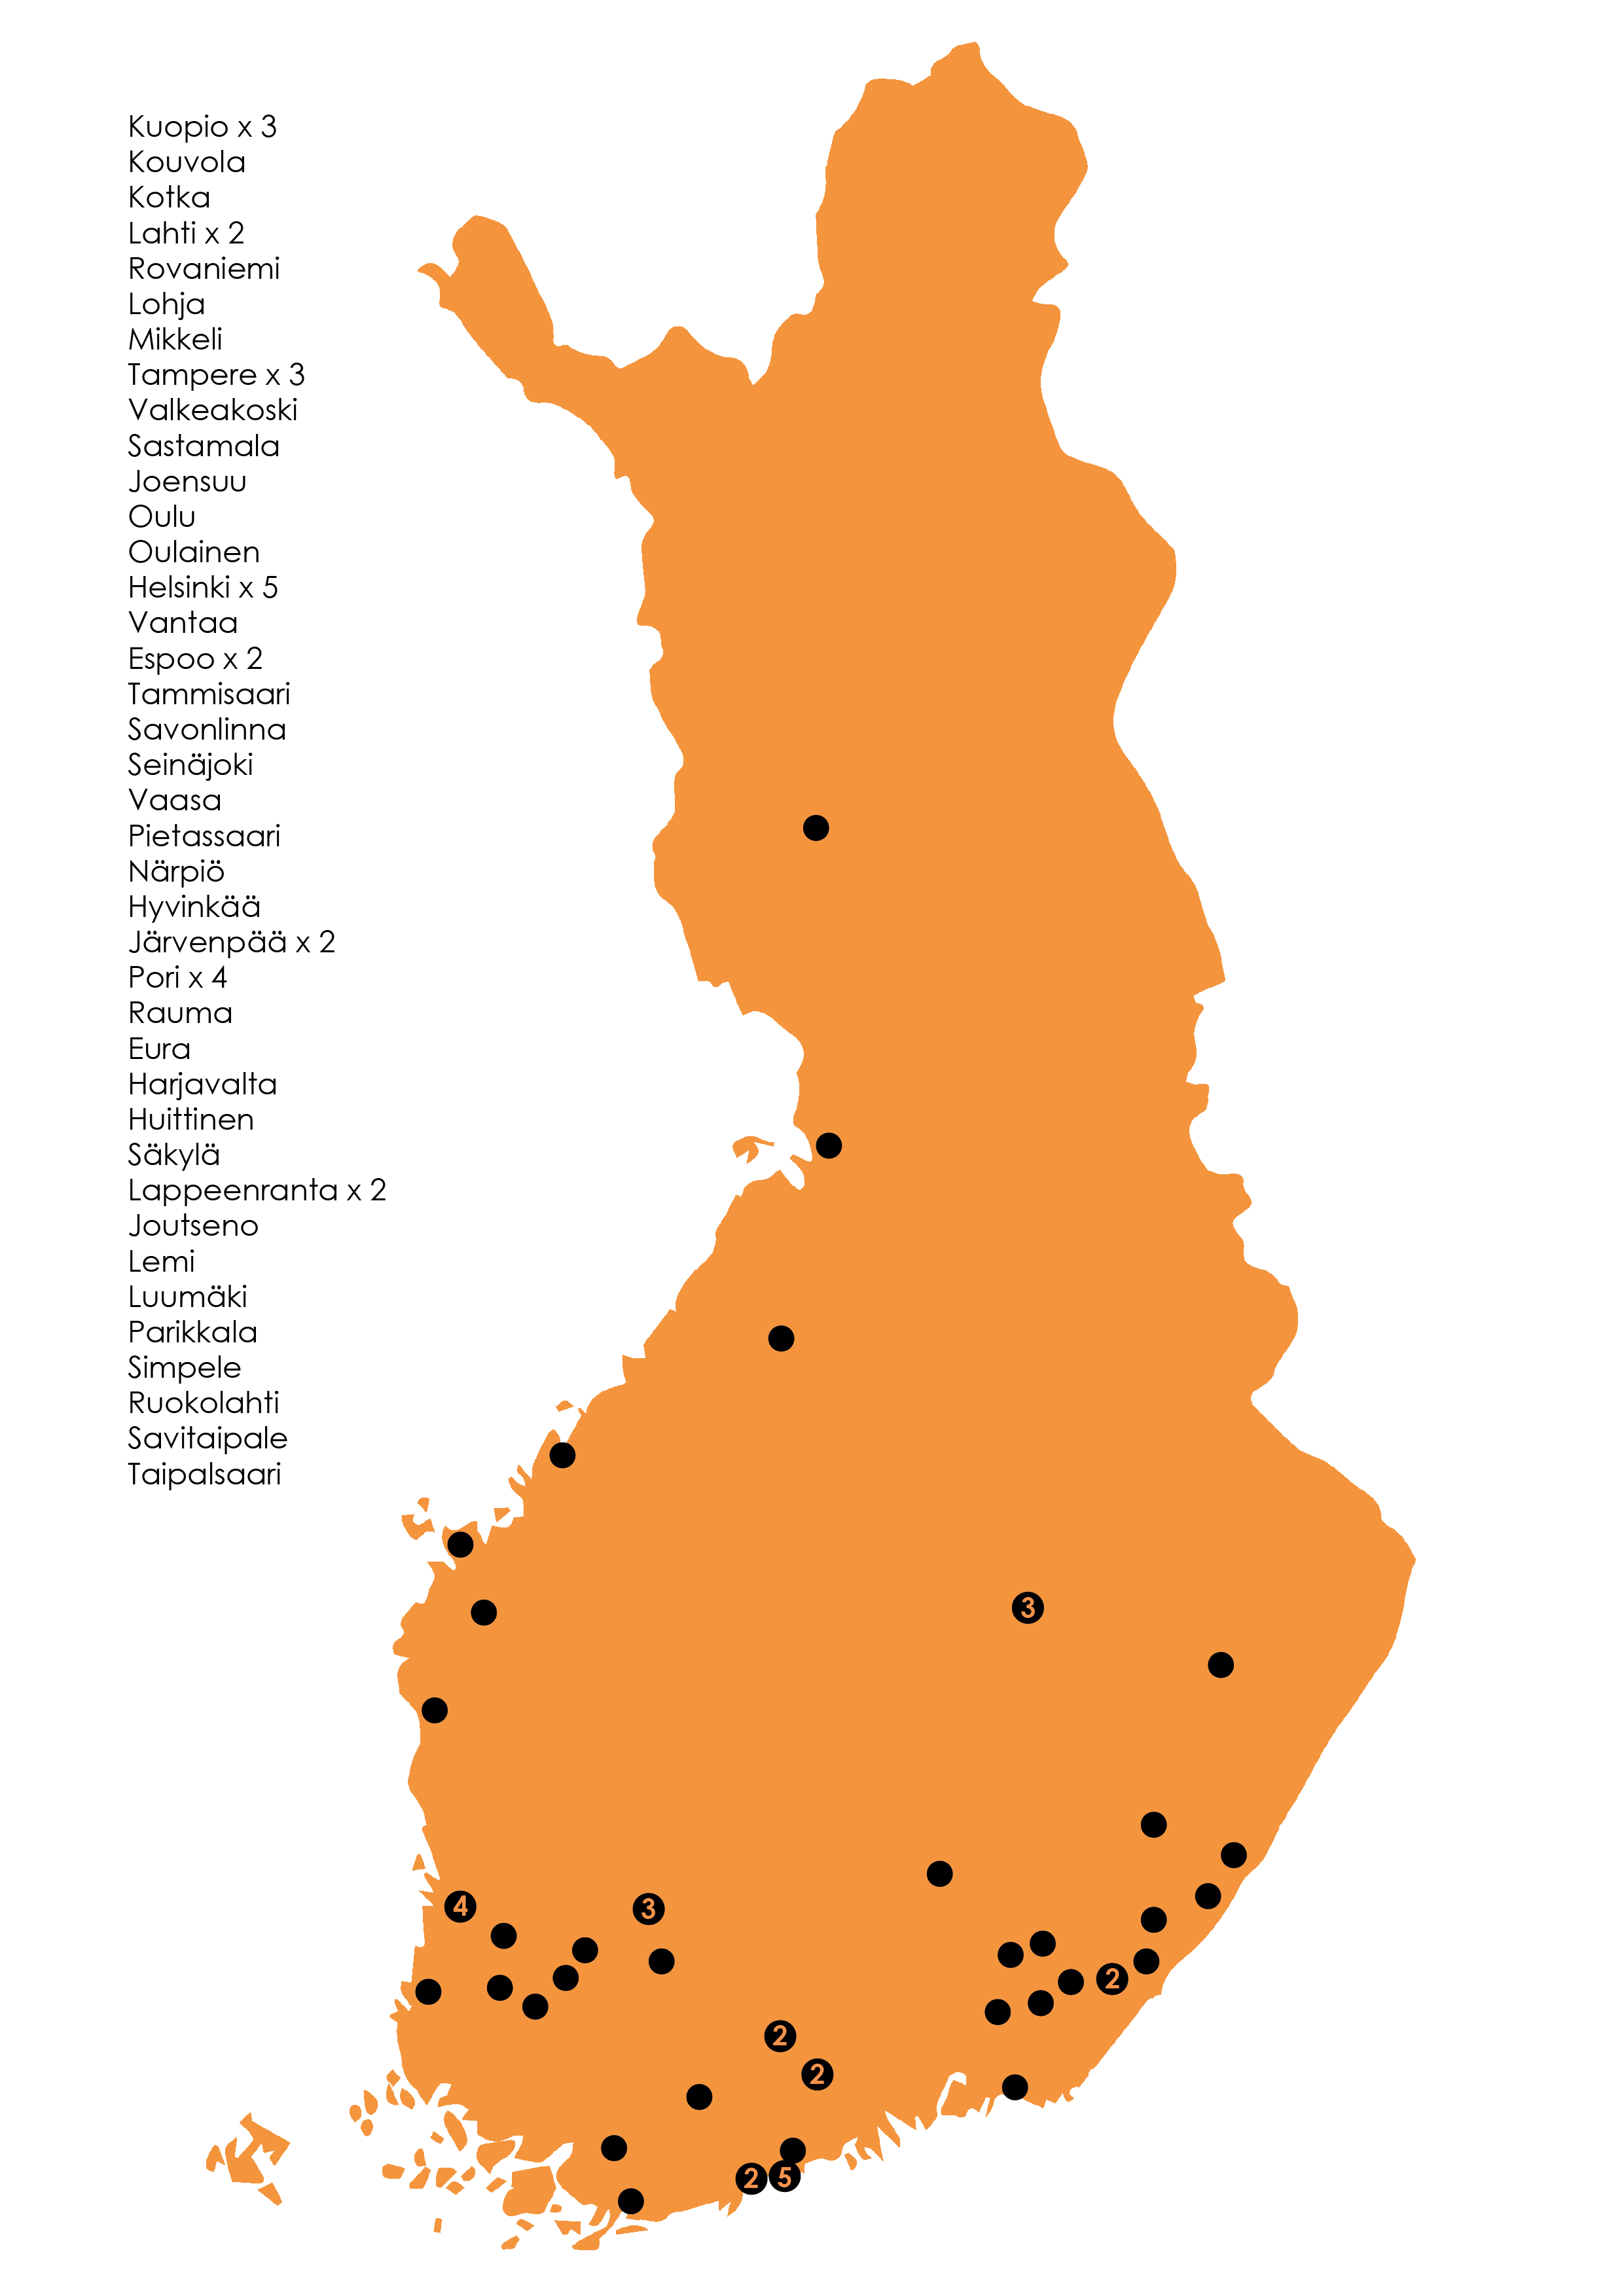 Kuopio x 3
Kouvola
Kotka
Lahti x 2
Rovaniemi
Lohja
Mikkeli
Tampere x 3
Valkeakoski
Sastamala
Joensuu
Oulu
Oulainen
Helsinki x 5
Vantaa
Espoo x 2
Tammisaari
Savonlinna
Seinäjoki
Vaasa
Pietassaari
Närpiö
Hyvinkää
Järvenpää x 2
Pori x 4
Rauma
Eura
Harjavalta
Huittinen
Säkylä
Lappeenranta x 2
Joutseno
Lemi
Luumäki
Parikkala
Simpele
Ruokolahti
Savitaipale
Taipalsaari
3
4
3
2
2
2
2 5